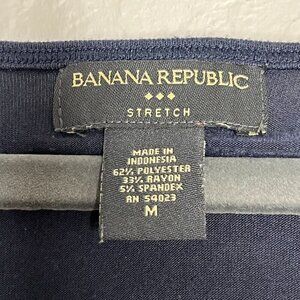 BANANA REPUBLIC
STRETCH
MADE IN
INDONESIA
62% POLYESTER
33% RAYON
5% SPANDEX
RN 54023
M